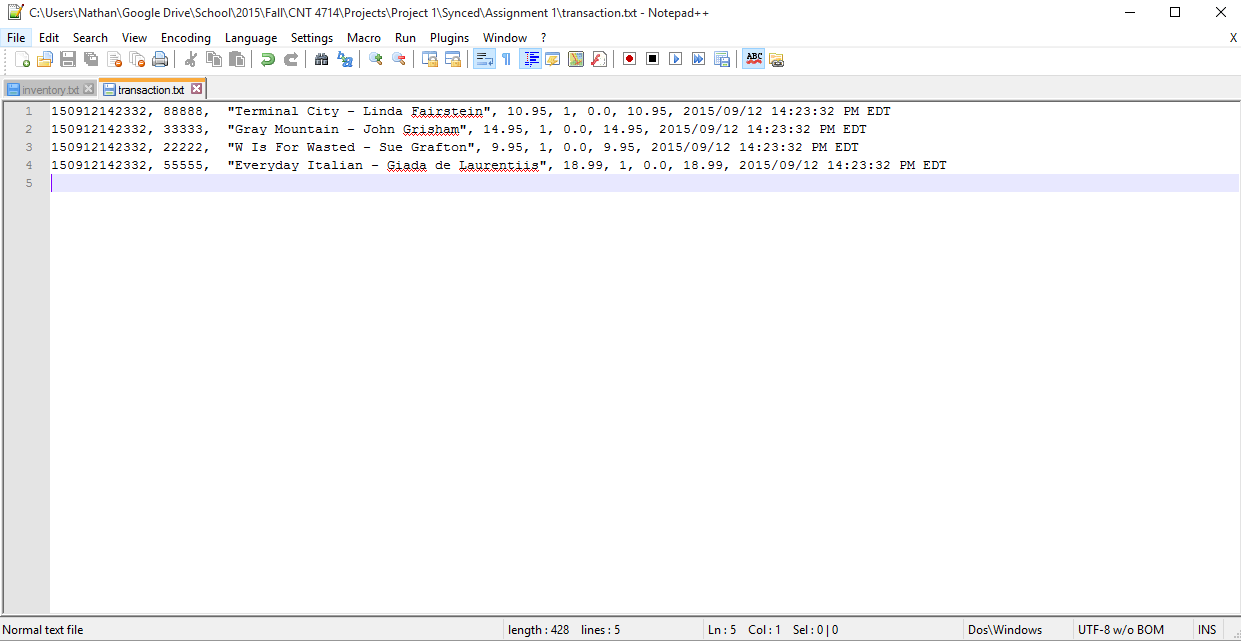 C:\Users\Nathan\Google Drive\School\2015\Fall\CNT 4714\Projects\Project 1\Synced\Assignment 1\transaction.txt - Notepad++
File Edit Search View Encoding Language Settings Macro Run Plugins Window ? X
ABC
inventory.txt transaction.txt
1 150912142332, 88888,  "Terminal City - Linda Fairstein", 10.95, 1, 0.0, 10.95, 2015/09/12 14:23:32 PM EDT
2 150912142332, 33333,  "Gray Mountain - John Grisham", 14.95, 1, 0.0, 14.95, 2015/09/12 14:23:32 PM EDT
3 150912142332, 22222,  "W Is For Wasted - Sue Grafton", 9.95, 1, 0.0, 9.95, 2015/09/12 14:23:32 PM EDT
4 150912142332, 55555,  "Everyday Italian - Giada de Laurentiis", 18.99, 1, 0.0, 18.99, 2015/09/12 14:23:32 PM EDT
5
Normal text file length : 428 lines : 5 Ln : 5 Col : 1 Sel : 0 | 0 Dos\Windows UTF-8 w/o BOM INS